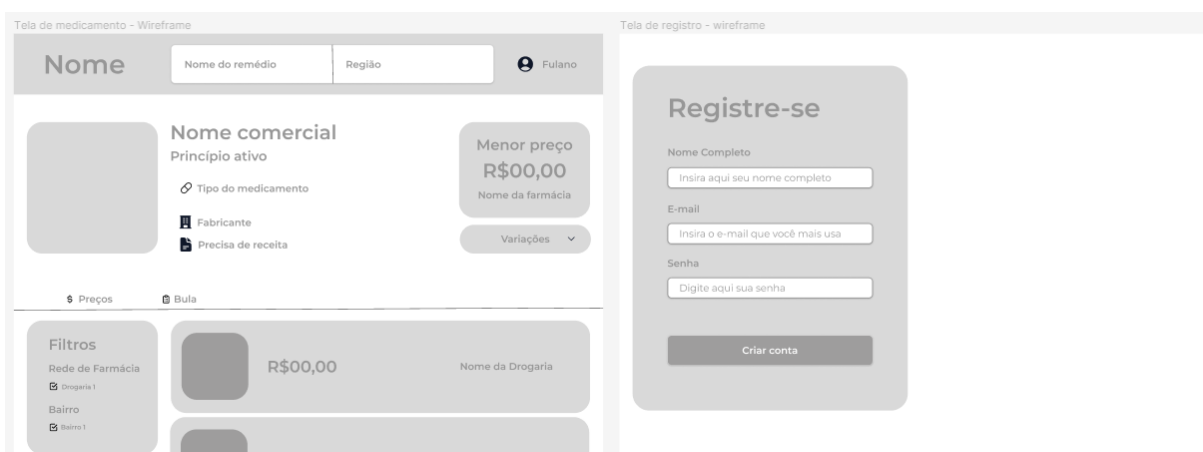 Tela de medicamento - Wireframe
Nome
Nome do remédio
Região
Fulano
Nome comercial
Princípio ativo
Tipo do medicamento
Fabricante
Precisa de receita
Menor preço
R$00,00
Nome da farmácia
Variações
$ Preços
Bula
Filtros
Rede de Farmácia
Drogaria 1
Bairro
Bairro 1
R$00,00
Nome da Drogaria
Tela de registro - wireframe
Registre-se
Nome Completo
Insira aqui seu nome completo
E-mail
Insira o e-mail que você mais usa
Senha
Digite aqui sua senha
Criar conta